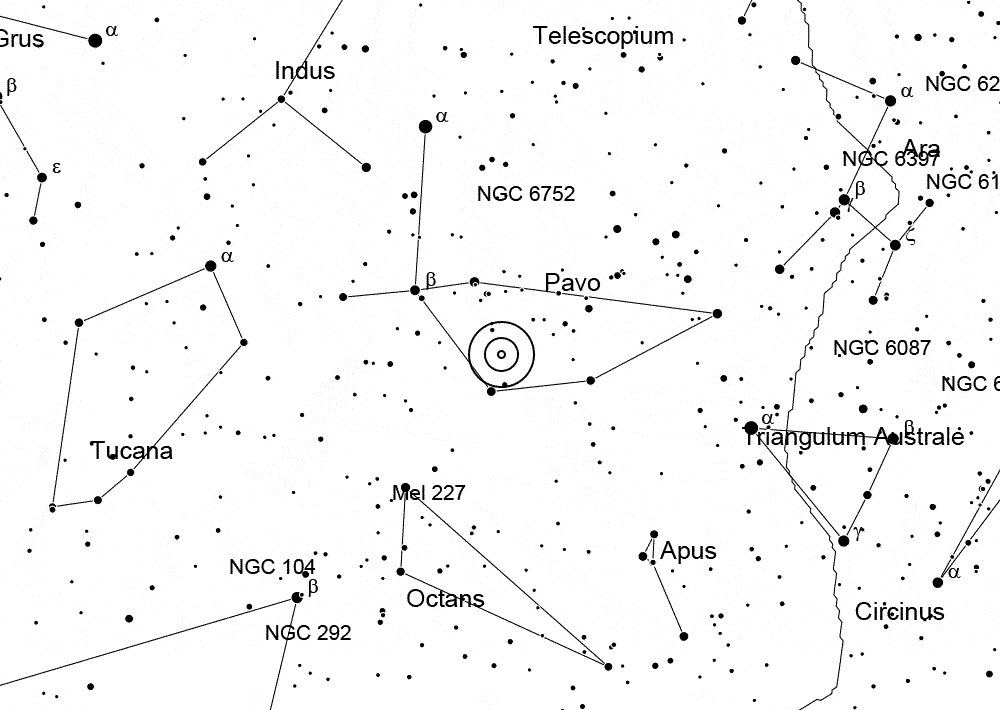 α
Grus
Telescopium
Indus
β
NGC 62
α
α
Ara
NGC 6397
ε
NGC 61
β
NGC 6752
ζ
α
β
Pavo
NGC 6087
NGC 6
α
β
Triangulum Australe
Tucana
Mel 227
γ
Apus
NGC 104
α
β
Octans
Circinus
NGC 292